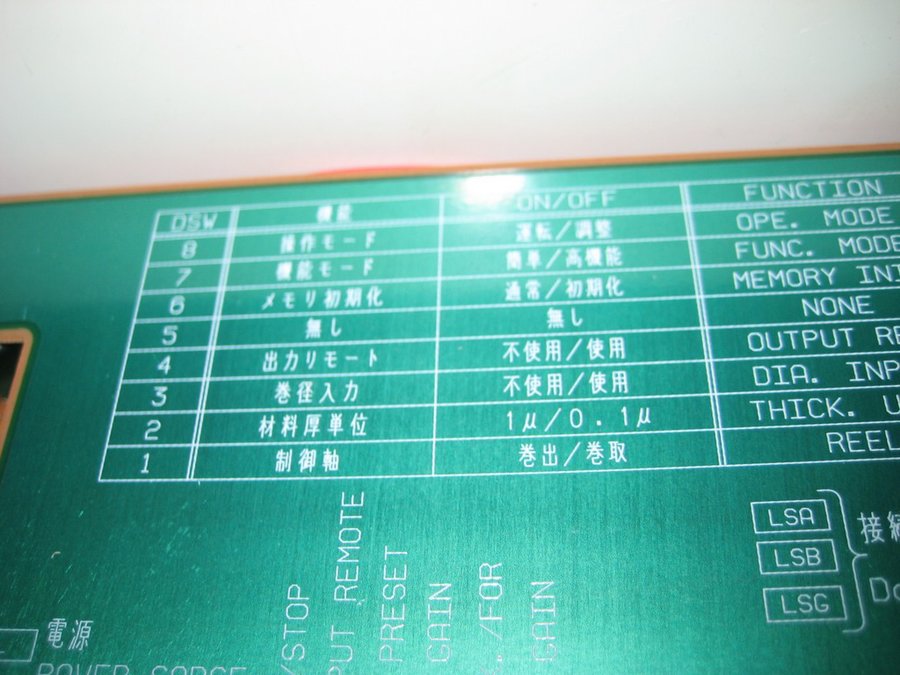 DSW 機能 ON/OFF FUNCTION
8 操作モード 運転/調整 OPE. MODE
7 機能モード 簡単/高機能 FUNC. MODE
6 メモリ初期化 通常/初期化 MEMORY INI
5 無し 無し NONE
4 出力リモート 不使用/使用 OUTPUT RE
3 巻径入力 不使用/使用 DIA. INP
2 材料厚単位 1μ/0.1μ THICK. U
1 制御軸 巻出/巻取 REEL
/STOP
PUT REMOTE
PRESET
GAIN
./FOR
GAIN
LSA
LSB
LSG
接続
Do
電源